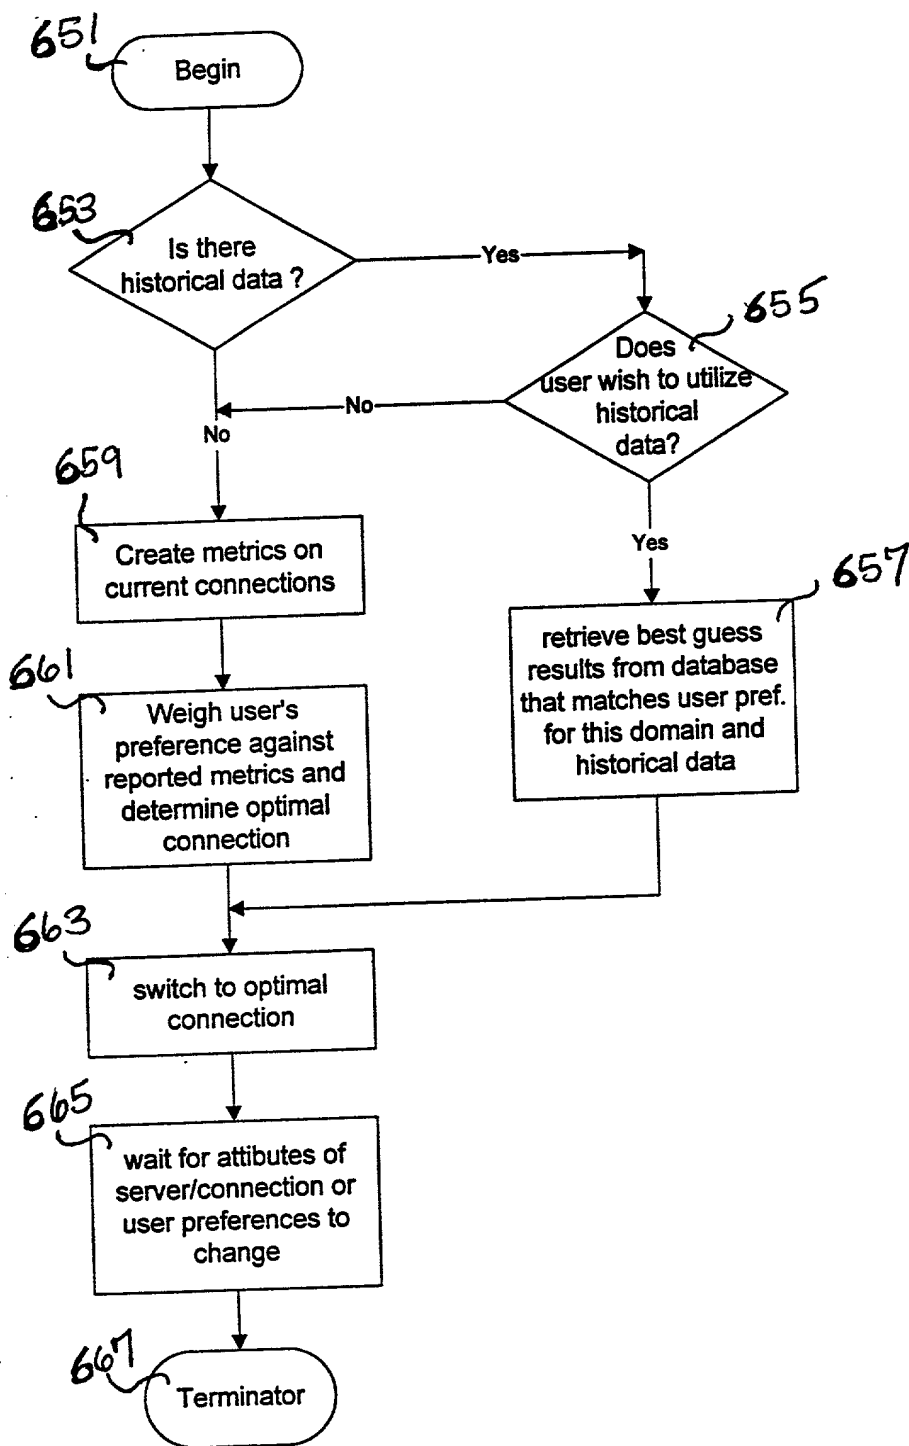 651
Begin
653
Is there
historical data ?
Yes
655
Does
user wish to utilize
historical
data?
No
No
659
Create metrics on
current connections
Yes
657
retrieve best guess
results from database
that matches user pref.
for this domain and
historical data
661
Weigh user's
preference against
reported metrics and
determine optimal
connection
663
switch to optimal
connection
665
wait for attibutes of
server/connection or
user preferences to
change
667
Terminator